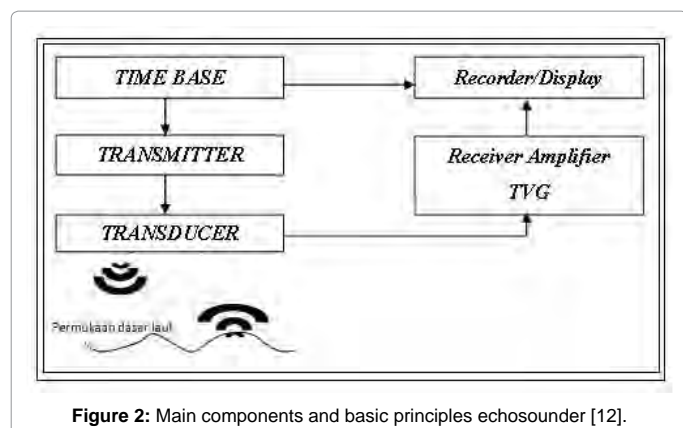 TIME BASE
Recorder/Display
TRANSMITTER
Receiver Amplifier
TVG
TRANSDUCER
Permukaan dasar laut
Figure 2: Main components and basic principles echosounder [12].